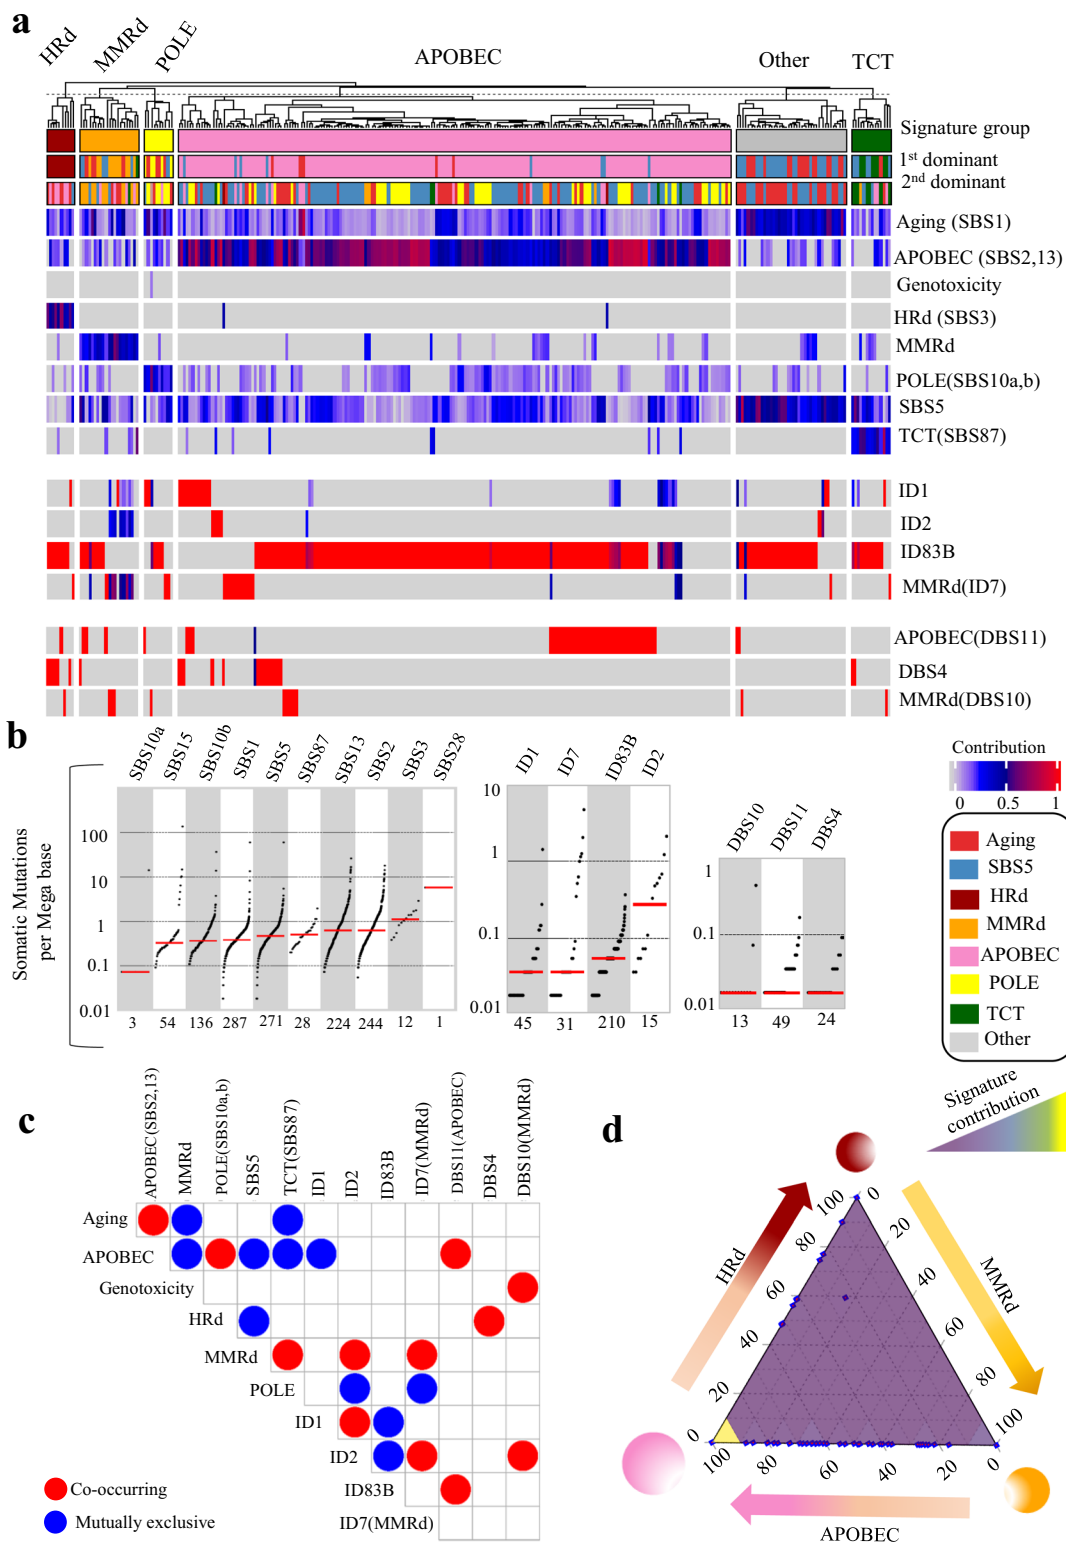 a
HRd
MMRd
POLE
APOBEC
Other
TCT
Signature group
1st dominant
2nd dominant
Aging (SBS1)
APOBEC (SBS2,13)
Genotoxicity
HRd (SBS3)
MMRd
POLE(SBS10a,b)
SBS5
TCT(SBS87)
ID1
ID2
ID83B
MMRd(ID7)
APOBEC(DBS11)
DBS4
MMRd(DBS10)
b
Somatic Mutations
per Mega base
SBS10a
SBS15
SBS10b
SBS1
SBS5
SBS87
SBS13
SBS2
SBS3
SBS28
100
10
1
0.1
0.01
3 54 136 287 271 28 224 244 12 1
ID1
ID7
ID83B
ID2
10
1
0.1
0.01
45 31 210 15
DBS10
DBS11
DBS4
1
0.1
0.01
13 49 24
Contribution
0 0.5 1
Aging
SBS5
HRd
MMRd
APOBEC
POLE
TCT
Other
c
APOBEC(SBS2,13)
MMRd
POLE(SBS10a,b)
SBS5
TCT(SBS87)
ID1
ID2
ID83B
ID7(MMRd)
DBS11(APOBEC)
DBS4
DBS10(MMRd)
Aging
APOBEC
Genotoxicity
HRd
MMRd
POLE
ID1
ID2
ID83B
ID7(MMRd)
Co-occurring
Mutually exclusive
d
Signature
contribution
HRd
MMRd
APOBEC
100
80
60
40
20
0
0
20
40
60
80
100
100
80
60
40
20
0